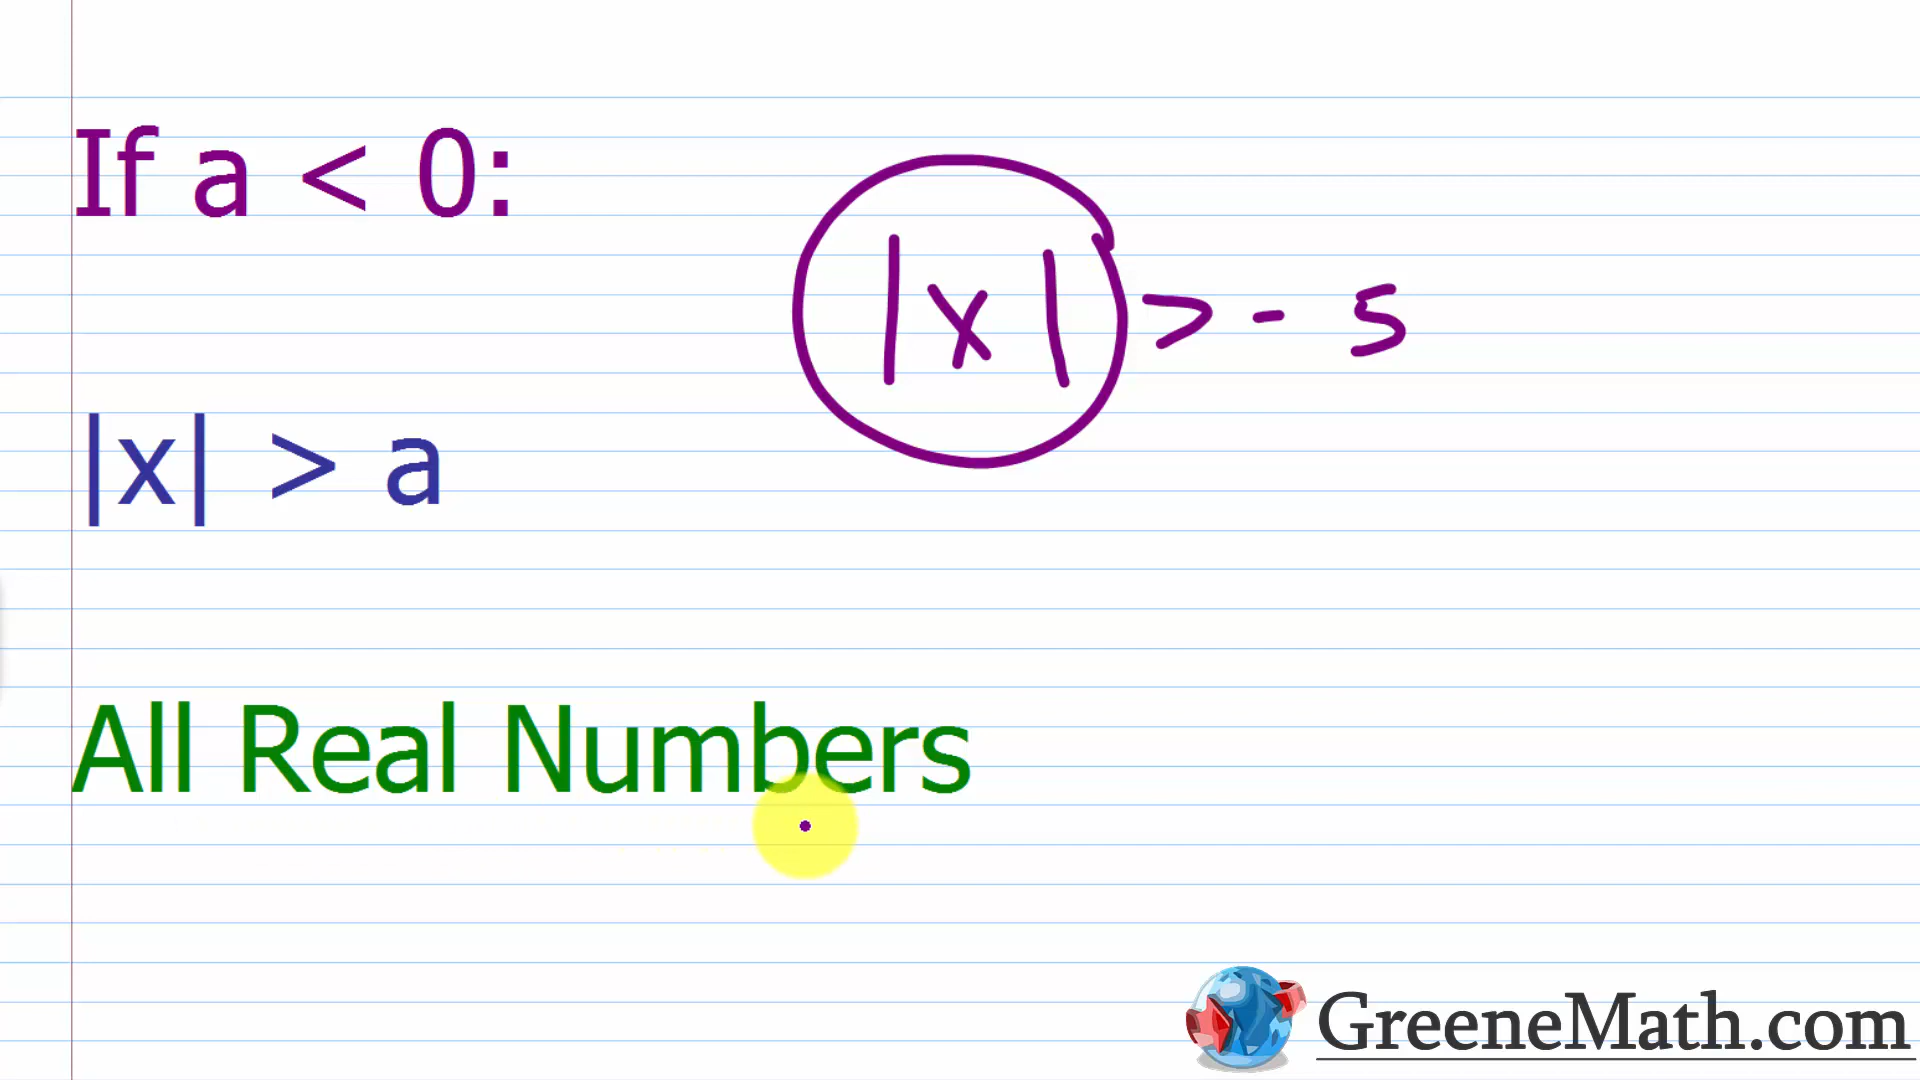 If a < 0:
|x| > - 5
|x| > a
All Real Numbers
GreeneMath.com